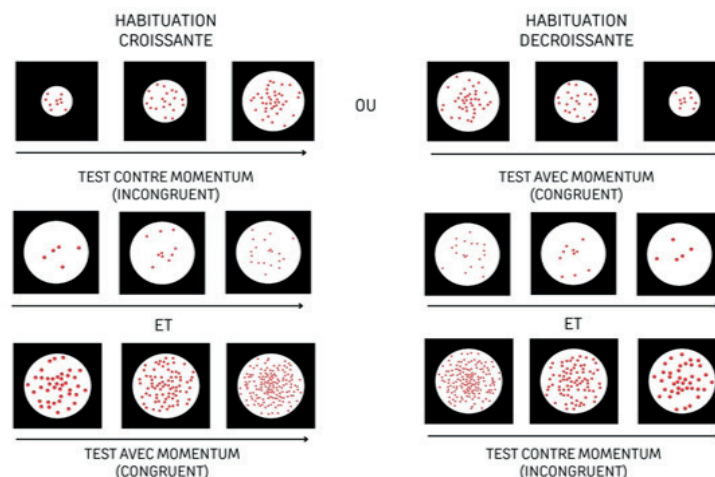 HABITUATION
CROISSANTE
HABITUATION
DECROISSANTE
OU
TEST CONTRE MOMENTUM
(INCONGRUENT)
TEST AVEC MOMENTUM
(CONGRUENT)
ET
ET
TEST AVEC MOMENTUM
(CONGRUENT)
TEST CONTRE MOMENTUM
(INCONGRUENT)